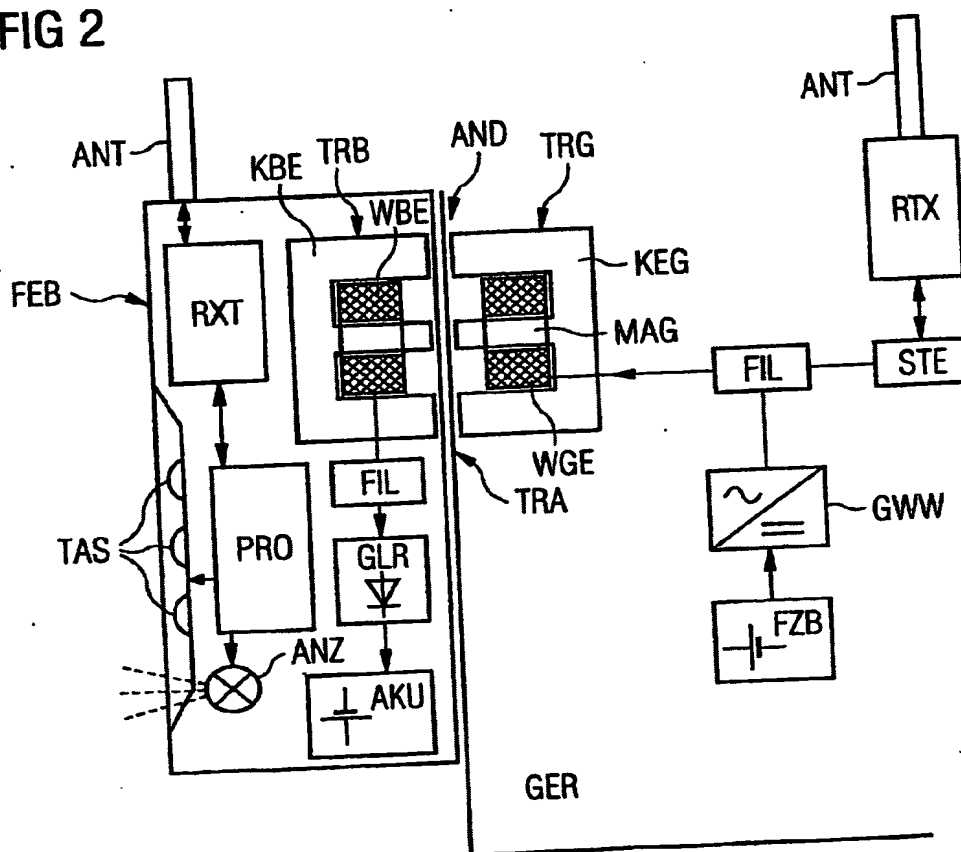 FIG 2
ANT
ANT
KBE
TRB
AND
TRG
WBE
RTX
KEG
FEB
RXT
MAG
FIL
STE
WGE
FIL
TRA
GWW
TAS
PRO
GLR
FZB
ANZ
AKU
GER